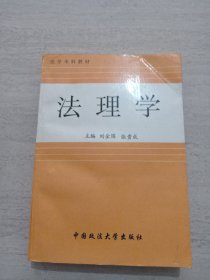 法学本科教材
法理学
主编 刘金国 张贵成
中国政法大学出版社